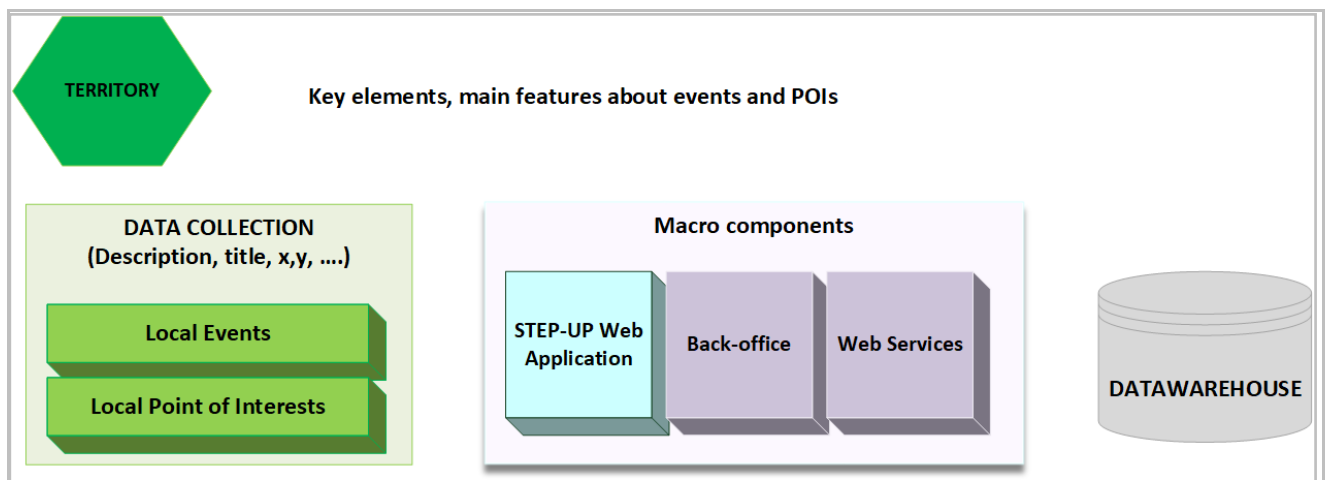 TERRITORY
Key elements, main features about events and POIs
DATA COLLECTION
(Description, title, x,y, ....)
Local Events
Local Point of Interests
Macro components
STEP-UP Web
Application
Back-office
Web Services
DATAWAREHOUSE